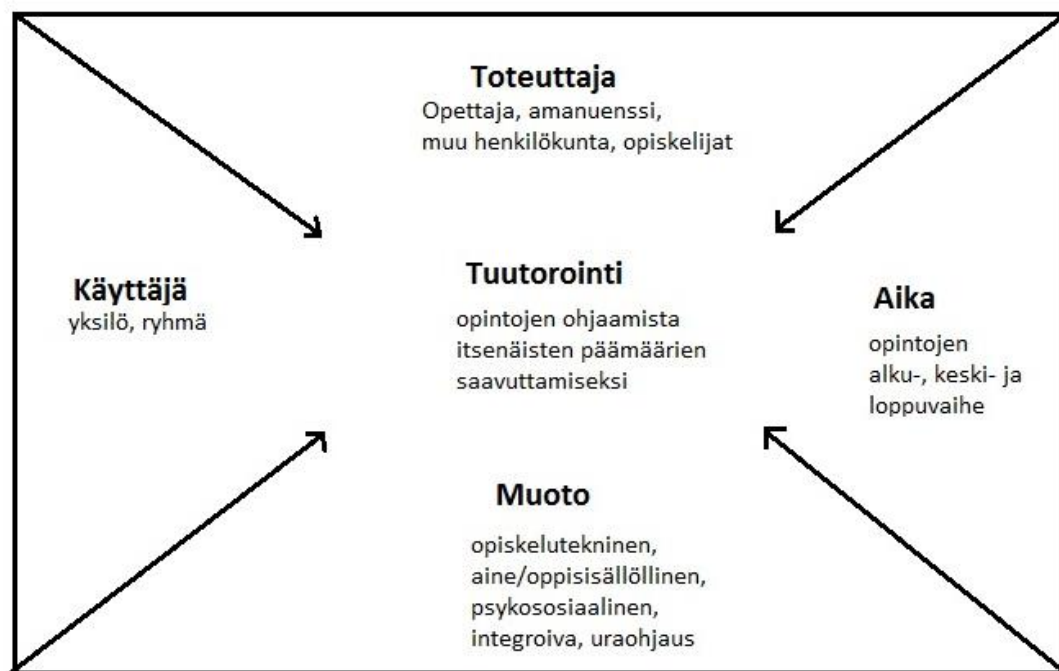 Toteuttaja
Opettaja, amanuenssi,
muu henkilökunta, opiskelijat
Käyttäjä
yksilö, ryhmä
Tuutorointi
opintojen ohjaamista
itsenäisten päämäärien
saavuttamiseksi
Aika
opintojen
alku-, keski- ja
loppuvaihe
Muoto
opiskelutekninen,
aine/oppisisällöllinen,
psykososiaalinen,
integroiva, uraohjaus